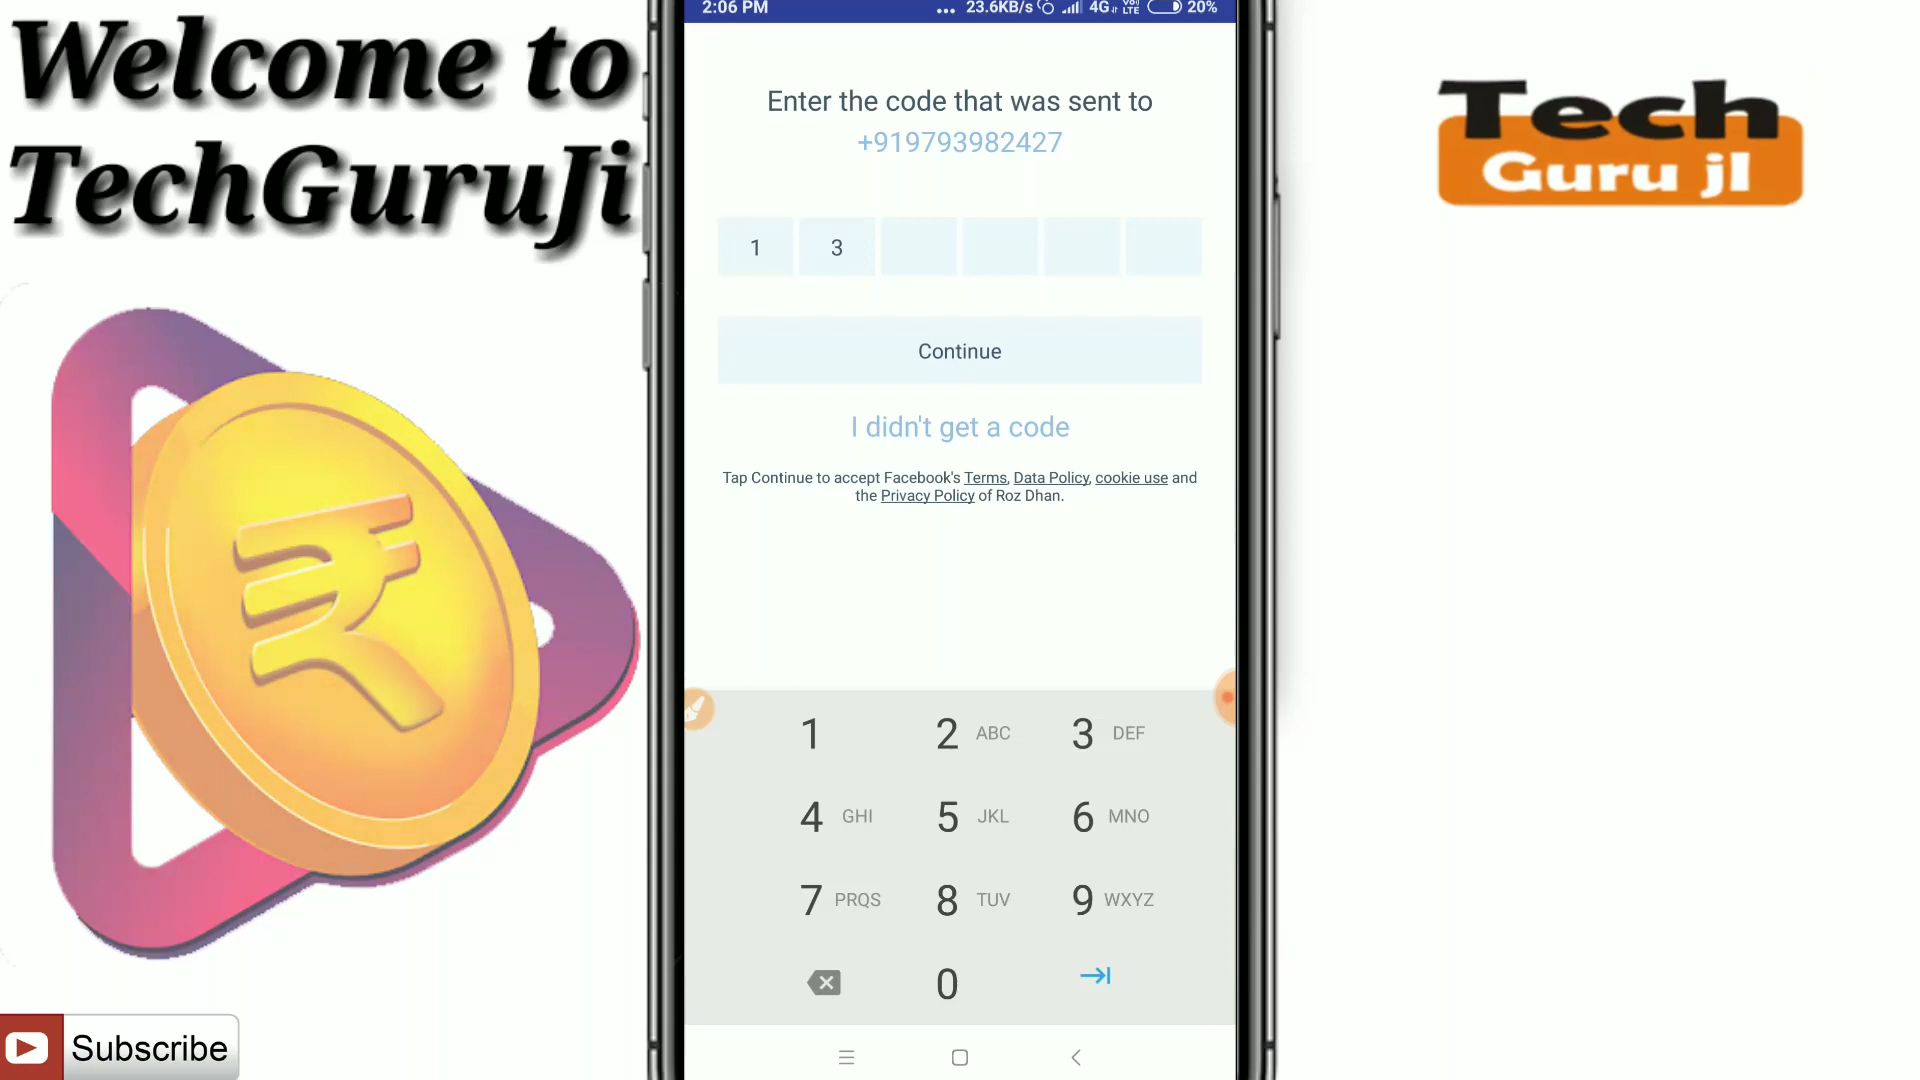 Welcome to
TechGuruJi
Subscribe
2:06 PM
... 23.6KB/s 4G VoLTE 20%
Enter the code that was sent to
+919793982427
1 3
Continue
I didn't get a code
Tap Continue to accept Facebook's Terms, Data Policy, cookie use and
the Privacy Policy of Roz Dhan.
1 2 ABC 3 DEF
4 GHI 5 JKL 6 MNO
7 PRQS 8 TUV 9 WXYZ
0
Tech
Guru jI